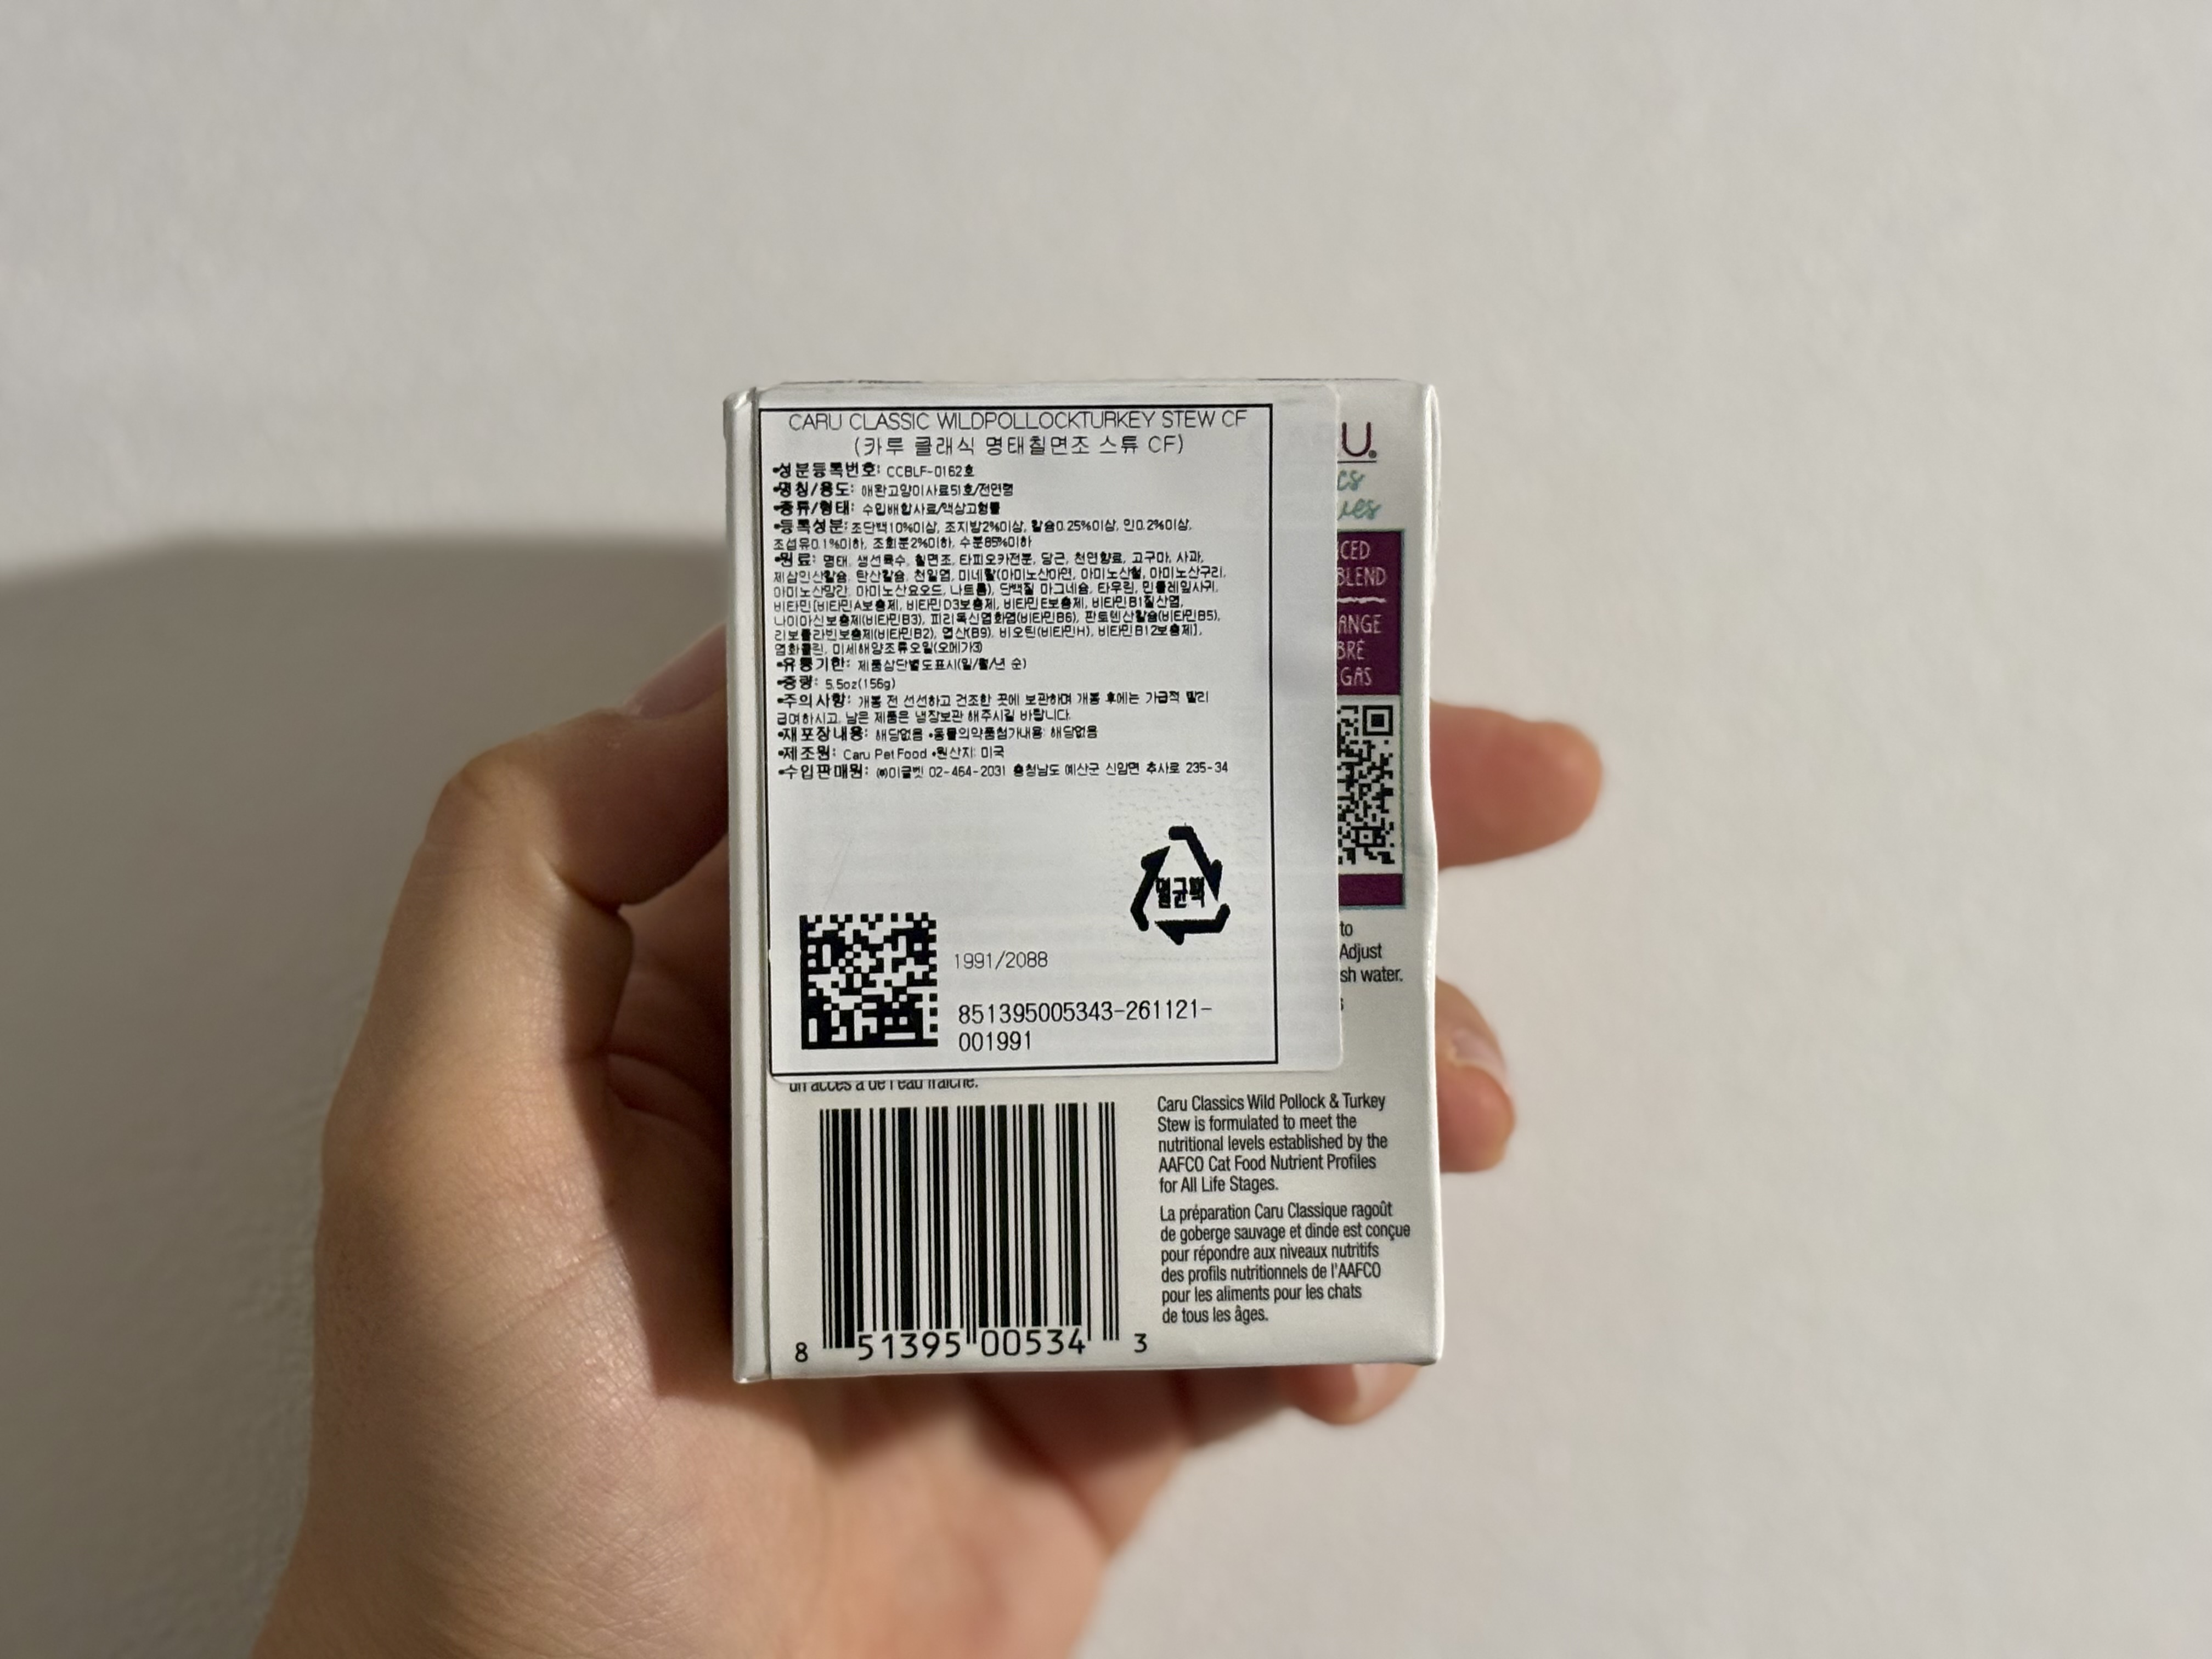 CARU CLASSIC WILDPOLLOCKTURKEY STEW CF
(카루 클래식 명태칠면조 스튜 CF)
•성분등록번호: CCBLF-0162호
•명칭/용도: 애완고양이사료51호/전연령
•종류/형태: 수입배합사료/액상고형물
•등록성분: 조단백10%이상, 조지방2%이상, 칼슘0.25%이상, 인0.2%이상,
조섬유0.1%이하, 조회분2%이하, 수분85%이하
•원료: 명태, 생선육수, 칠면조, 타피오카전분, 당근, 천연향료, 고구마, 사과,
제삼인산칼슘, 탄산칼슘, 천일염, 미네랄(아미노산아연, 아미노산철, 아미노산구리,
아미노산망간, 아미노산요오드, 나트륨), 단백질 마그네슘, 타우린, 민들레잎사귀,
비타민[비타민A보충제, 비타민D3보충제, 비타민E보충제, 비타민B1질산염,
나이아신보충제(비타민B3), 피리독신염화염(비타민B6), 판토텐산칼슘(비타민B5),
리보플라빈보충제(비타민B2), 엽산(B9), 비오틴(비타민H), 비타민B12보충제],
염화콜린, 미세해양조류오일(오메가3)
•유통기한: 제품상단별도표시(일/월/년 순)
•중량: 5.5oz(156g)
•주의사항: 개봉 전 선선하고 건조한 곳에 보관하며 개봉 후에는 가급적 빨리
급여하시고, 남은 제품은 냉장보관 해주시길 바랍니다.
•재포장내용: 해당없음 •동물의약품첨가내용: 해당없음
•제조원: Caru Pet Food •원산지: 미국
•수입판매원: ㈜이글벳 02-464-2031 충청남도 예산군 신암면 추사로 235-34
멸균팩
1991/2088
851395005343-261121-
001991
U.
CED
BLEND
ANGE
BRÉ
GAS
to
Adjust
sh water.
un accès à de l'eau fraîche.
8 51395 00534 3
Caru Classics Wild Pollock & Turkey
Stew is formulated to meet the
nutritional levels established by the
AAFCO Cat Food Nutrient Profiles
for All Life Stages.
La préparation Caru Classique ragoût
de goberge sauvage et dinde est conçue
pour répondre aux niveaux nutritifs
des profils nutritionnels de l'AAFCO
pour les aliments pour les chats
de tous les âges.